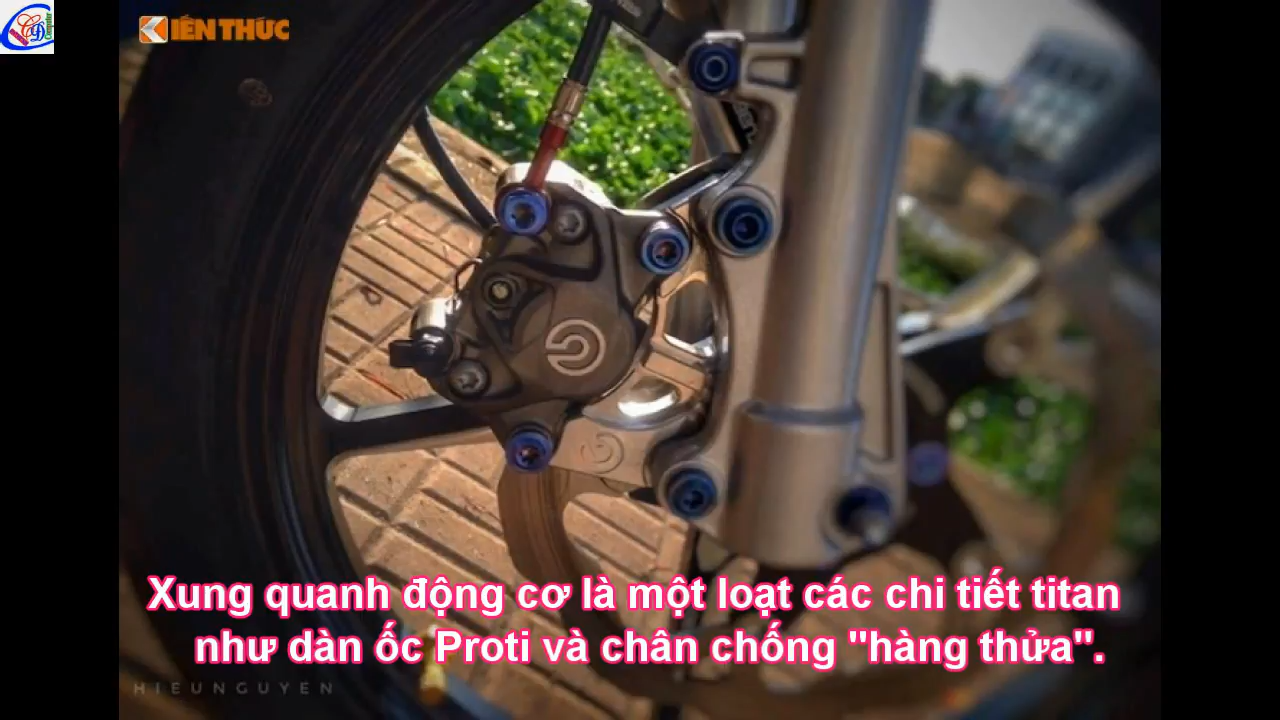 KIẾN THỨC
Xung quanh động cơ là một loạt các chi tiết titan
như dàn ốc Proti và chân chống "hàng thửa".
HIEUNGUYEN